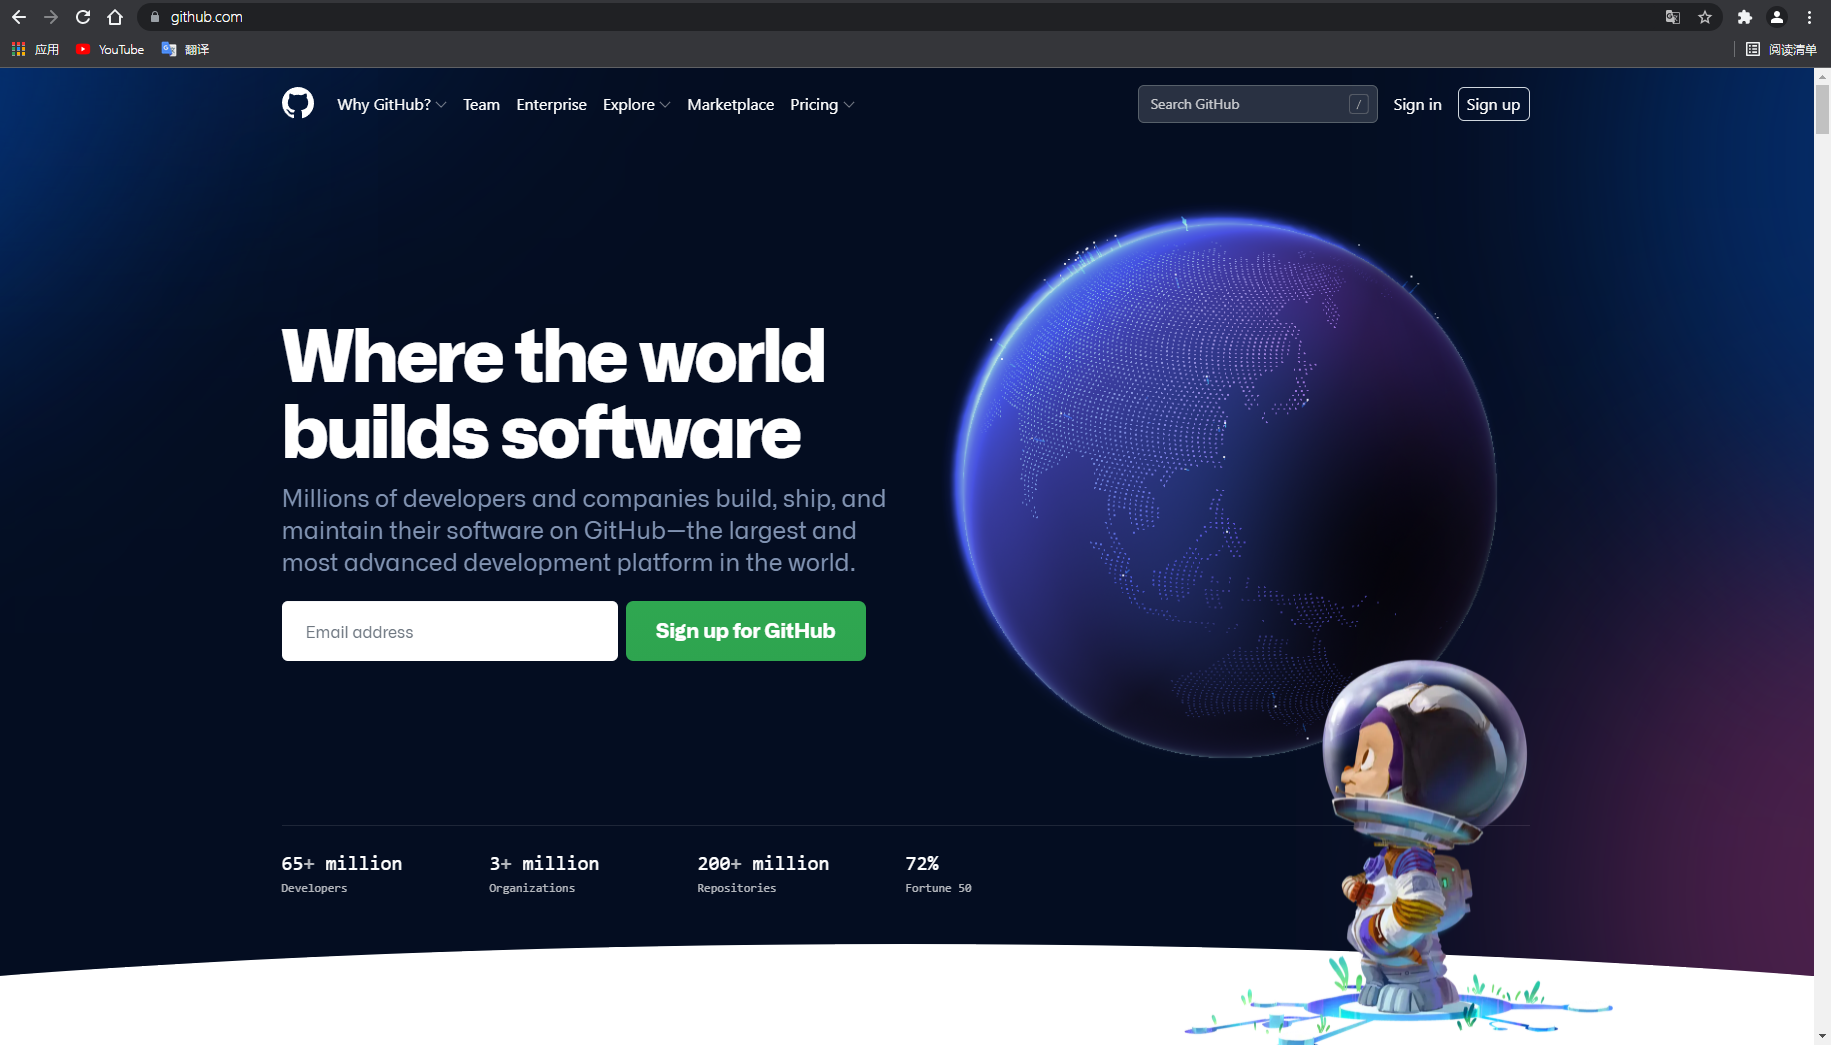 github.com
应用 YouTube 翻译 阅读清单
Why GitHub? Team Enterprise Explore Marketplace Pricing Search GitHub / Sign in Sign up
Where the world
builds software
Millions of developers and companies build, ship, and
maintain their software on GitHub—the largest and
most advanced development platform in the world.
Email address Sign up for GitHub
65+ million 3+ million 200+ million 72%
Developers Organizations Repositories Fortune 50